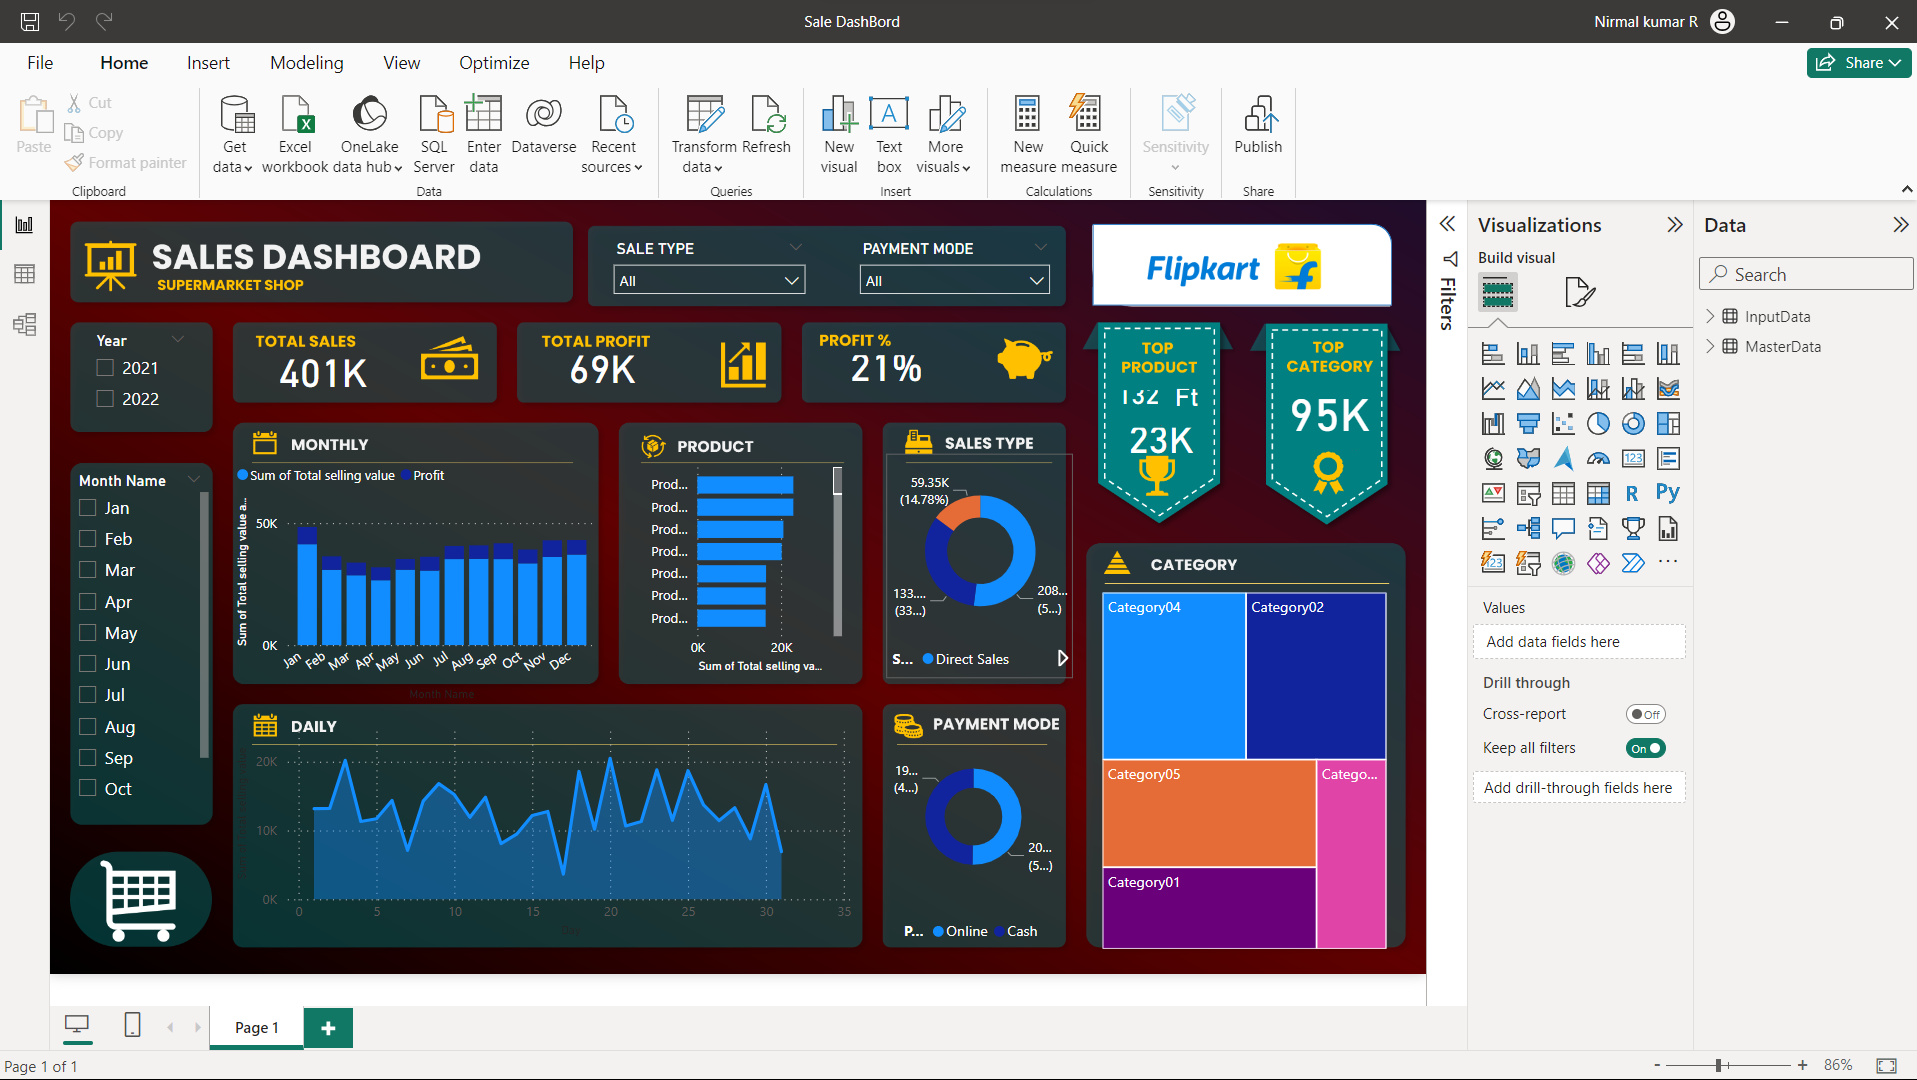 Sale DashBord
Nirmal kumar R
File
Home
Insert
Modeling
View
Optimize
Help
Share
Paste
Cut
Copy
Format painter
Clipboard
Get data
Excel workbook
OneLake data hub
SQL Server
Enter data
Dataverse
Recent sources
Data
Transform data
Refresh
Queries
New visual
Text box
More visuals
Insert
New measure
Quick measure
Calculations
Sensitivity
Sensitivity
Publish
Share
SALES DASHBOARD
SUPERMARKET SHOP
SALE TYPE
All
PAYMENT MODE
All
Flipkart
Year
2021
2022
TOTAL SALES
401K
TOTAL PROFIT
69K
PROFIT %
21%
TOP
PRODUCT
132 Ft
23K
TOP
CATEGORY
95K
Month Name
Jan
Feb
Mar
Apr
May
Jun
Jul
Aug
Sep
Oct
MONTHLY
Sum of Total selling value
Profit
Sum of Total selling value a...
50K
0K
Jan
Feb
Mar
Apr
May
Jun
Jul
Aug
Sep
Oct
Nov
Dec
Month Name
PRODUCT
Prod...
Prod...
Prod...
Prod...
Prod...
Prod...
Prod...
0K
20K
Sum of Total selling va...
SALES TYPE
59.35K
(14.78%)
133....
(33...)
208...
(5...)
S...
Direct Sales
CATEGORY
Category04
Category02
Category05
Catego...
Category01
DAILY
20K
10K
0K
0
5
10
15
20
25
30
35
PAYMENT MODE
19...
(4...)
20...
(5...)
P...
Online
Cash
Filters
Visualizations
Build visual
123
R
Py
123
Values
Add data fields here
Drill through
Cross-report
Off
Keep all filters
On
Add drill-through fields here
Data
Search
InputData
MasterData
Page 1
Page 1 of 1
86%